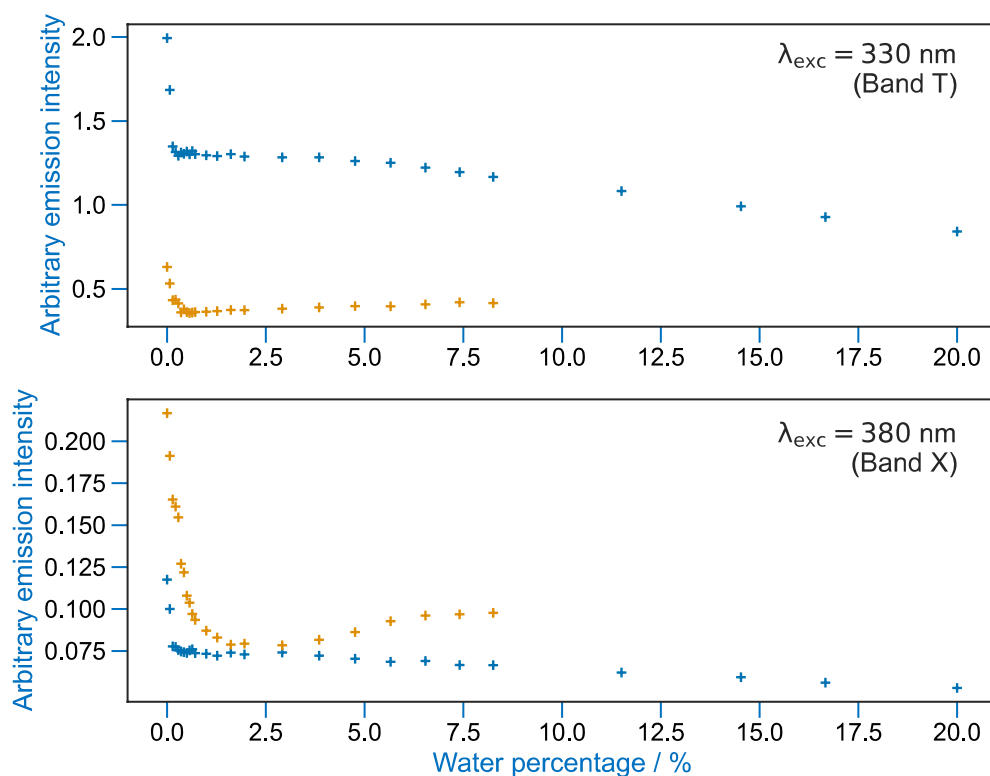 Arbitrary emission intensity
2.0
1.5
1.0
0.5
λexc = 330 nm
(Band T)
0.0 2.5 5.0 7.5 10.0 12.5 15.0 17.5 20.0
Arbitrary emission intensity
0.200
0.175
0.150
0.125
0.100
0.075
λexc = 380 nm
(Band X)
0.0 2.5 5.0 7.5 10.0 12.5 15.0 17.5 20.0
Water percentage / %